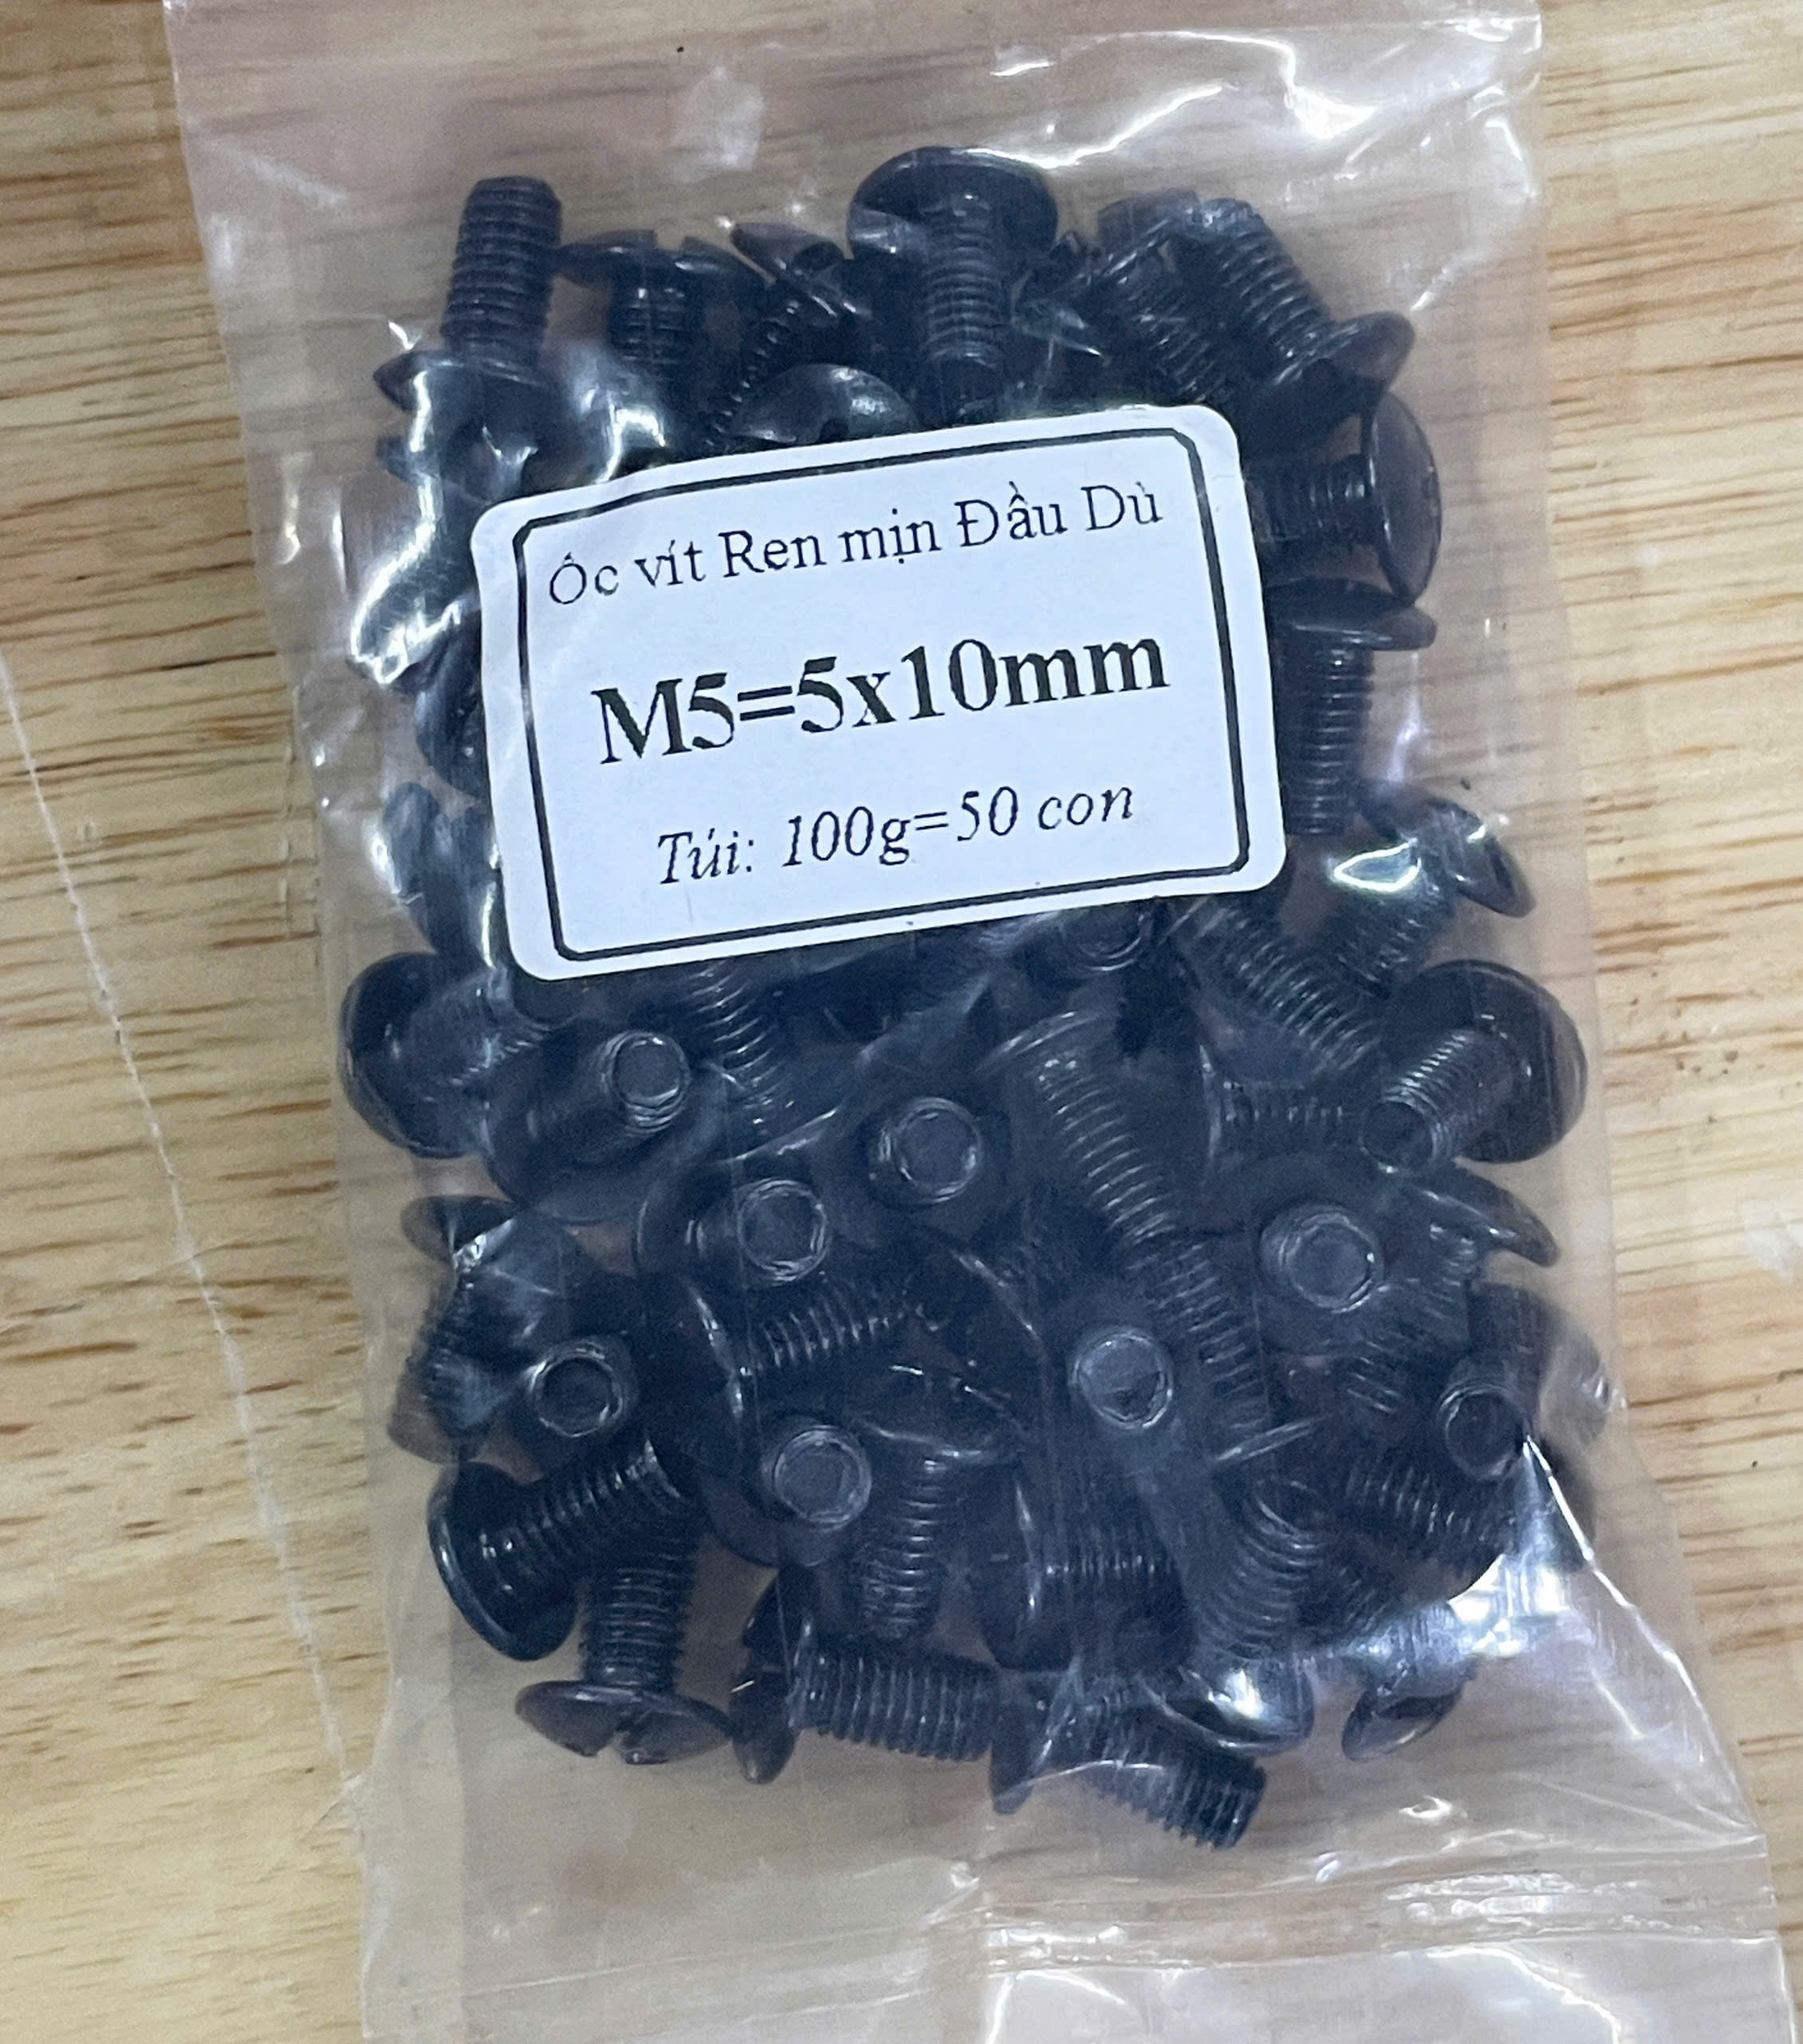 Ốc vít Ren mịn Đầu Dù
M5=5x10mm
Túi: 100g=50 con